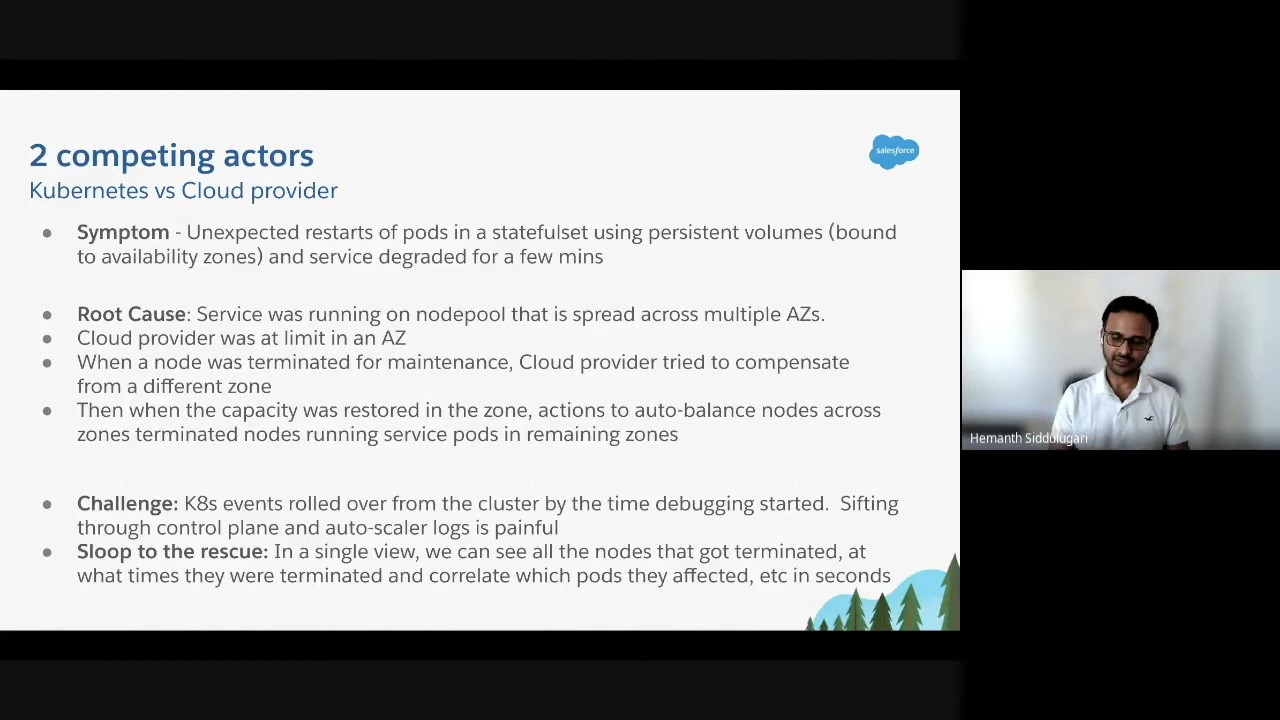 2 competing actors
salesforce
Kubernetes vs Cloud provider
● Symptom - Unexpected restarts of pods in a statefulset using persistent volumes (bound
to availability zones) and service degraded for a few mins
● Root Cause: Service was running on nodepool that is spread across multiple AZs.
● Cloud provider was at limit in an AZ
● When a node was terminated for maintenance, Cloud provider tried to compensate
from a different zone
● Then when the capacity was restored in the zone, actions to auto-balance nodes across
zones terminated nodes running service pods in remaining zones
● Challenge: K8s events rolled over from the cluster by the time debugging started.  Sifting
through control plane and auto-scaler logs is painful
● Sloop to the rescue: In a single view, we can see all the nodes that got terminated, at
what times they were terminated and correlate which pods they affected, etc in seconds
Hemanth Siddulugari